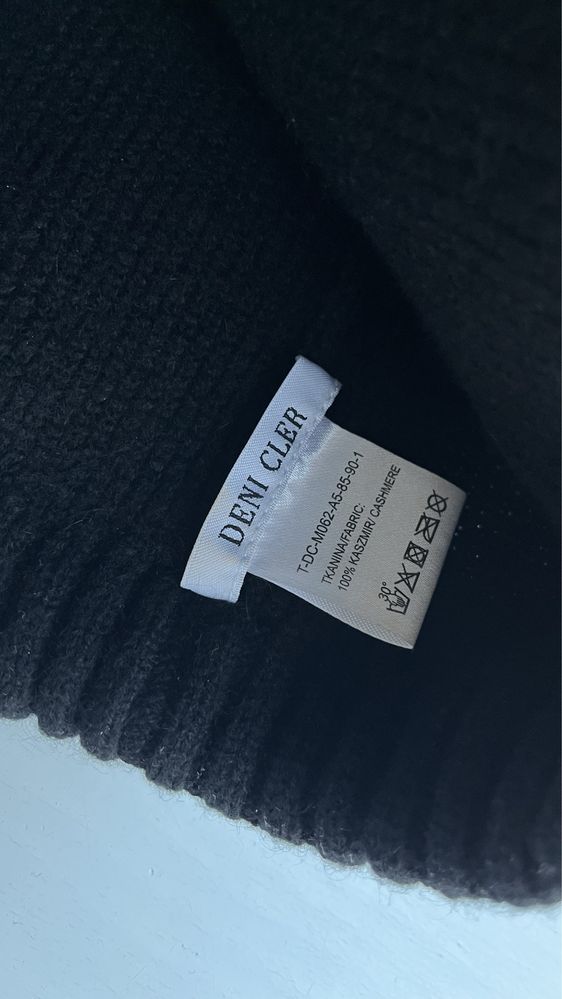 DENI CLER
T-DC-M062-A5-85-90-1
TKANINA/FABRIC:
100% KASZMIR/ CASHMERE
30°